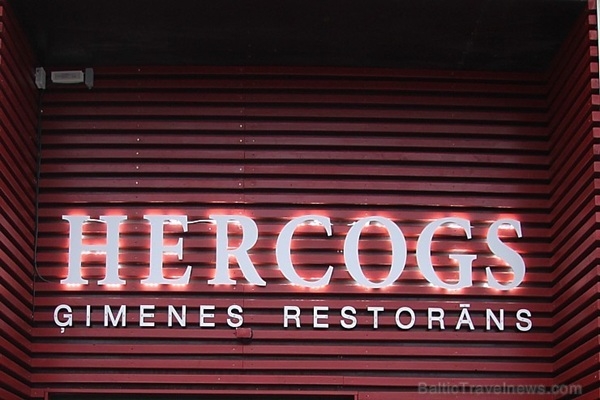 HERCOGS
ĢIMENES RESTORĀNS
BalticTravelnews.com